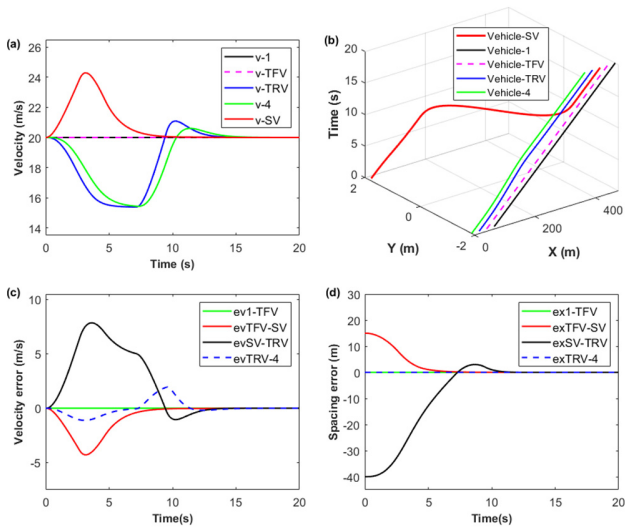 (a)
26
24
22
20
18
16
14
Velocity (m/s)
v-1
v-TFV
v-TRV
v-4
v-SV
0
5
10
15
20
Time (s)
(b)
20
15
10
5
0
Time (s)
Vehicle-SV
Vehicle-1
Vehicle-TFV
Vehicle-TRV
Vehicle-4
2
0
-2
Y (m)
0
200
400
X (m)
(c)
10
5
0
-5
Velocity error (m/s)
ev1-TFV
evTFV-SV
evSV-TRV
evTRV-4
0
5
10
15
20
Time(s)
(d)
30
20
10
0
-10
-20
-30
-40
Spacing error (m)
ex1-TFV
exTFV-SV
exSV-TRV
exTRV-4
0
5
10
15
20
Time(s)